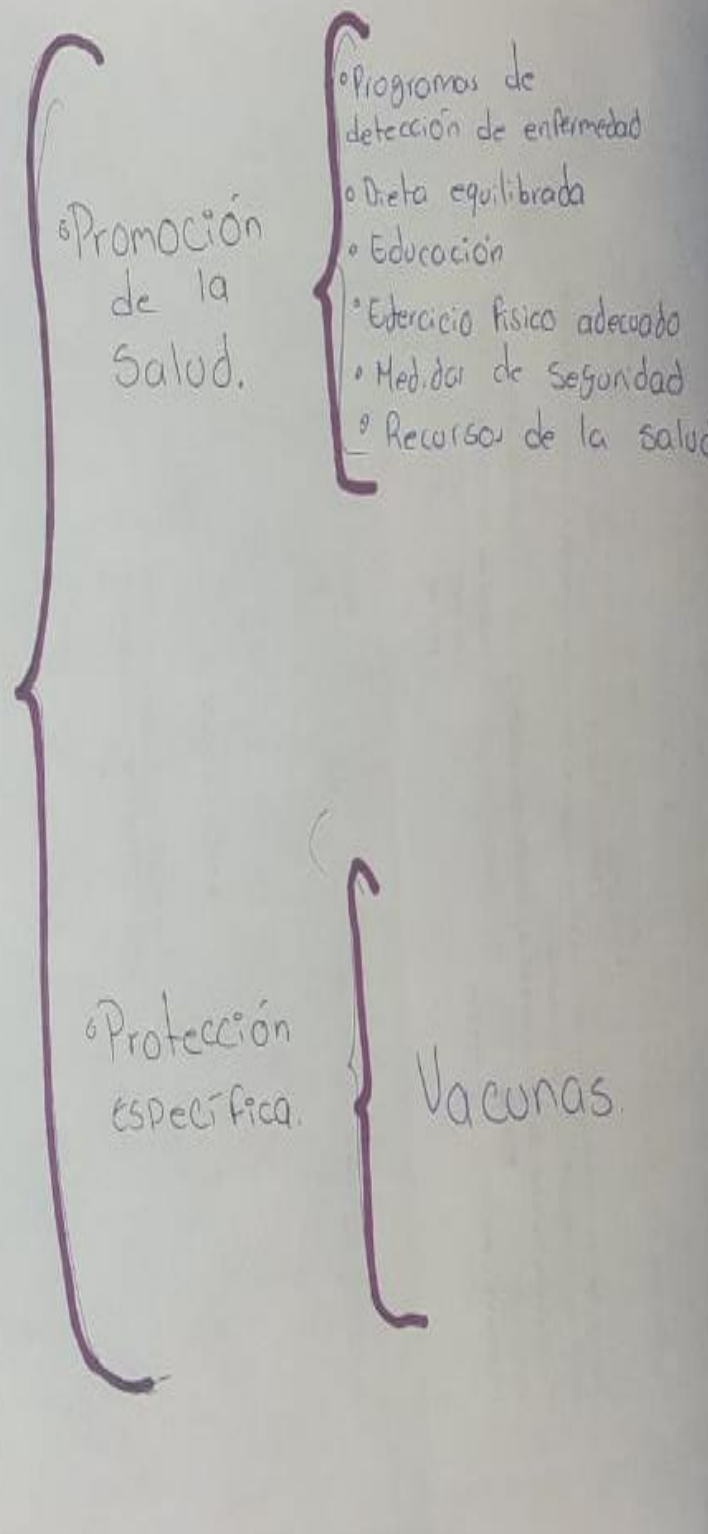 ◦Promoción
de la
Salud.
◦Programas de
detección de enfermedad
◦Dieta equilibrada
◦Educación
◦Ejercicio físico adecuado
◦Medidas de seguridad
◦Recursos de la salud
◦Protección
específica.
Vacunas.